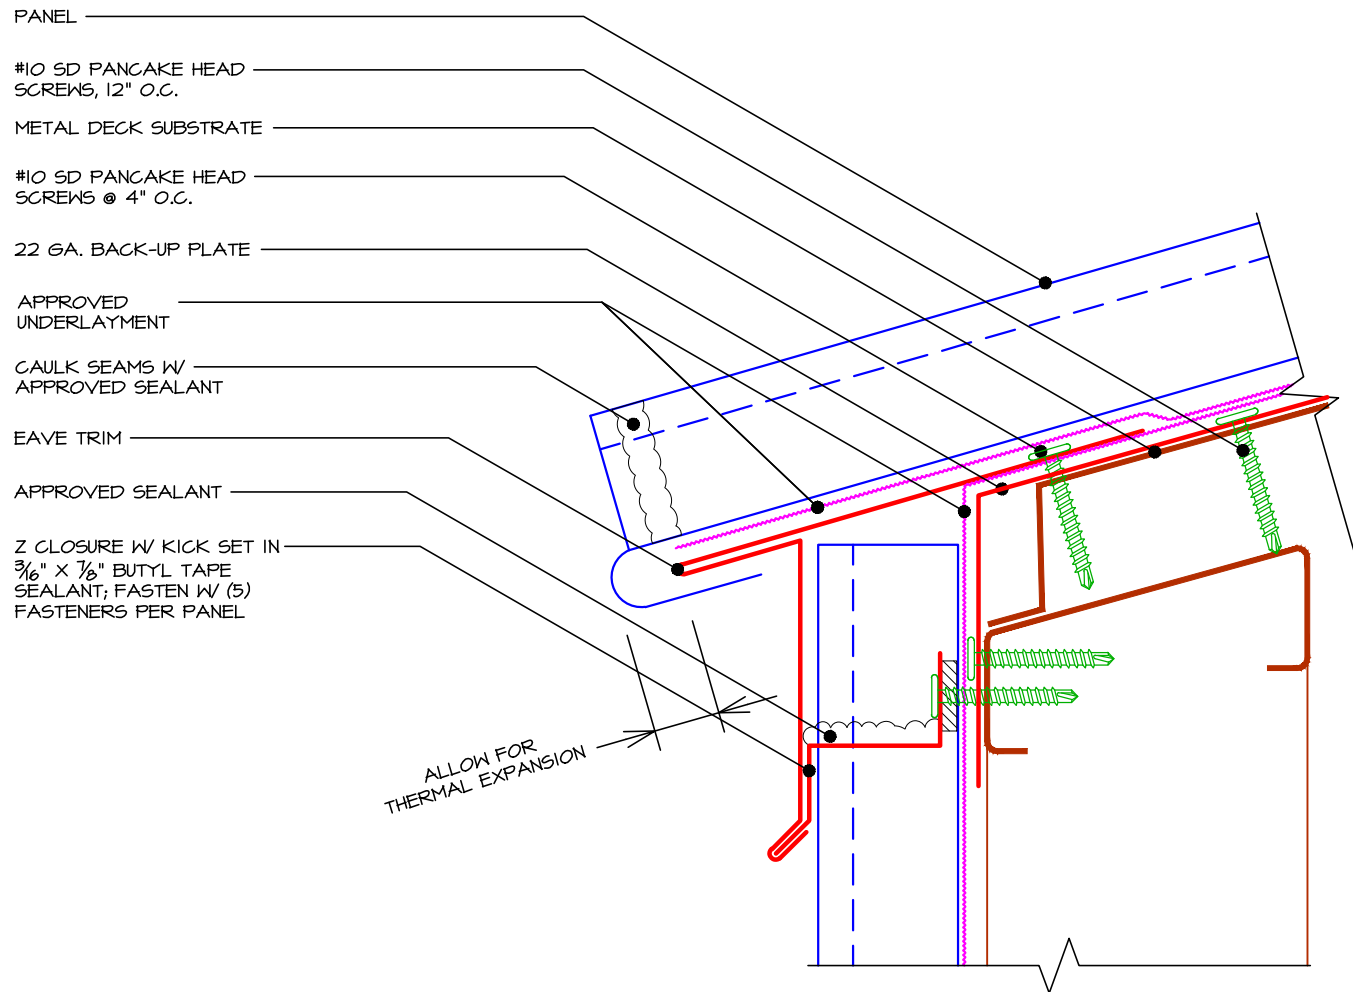 PANEL
#10 SD PANCAKE HEAD
SCREWS, 12" O.C.
METAL DECK SUBSTRATE
#10 SD PANCAKE HEAD
SCREWS @ 4" O.C.
22 GA. BACK-UP PLATE
APPROVED
UNDERLAYMENT
CAULK SEAMS W/
APPROVED SEALANT
EAVE TRIM
APPROVED SEALANT
Z CLOSURE W/ KICK SET IN
3/16" X 7/8" BUTYL TAPE
SEALANT; FASTEN W/ (5)
FASTENERS PER PANEL
ALLOW FOR
THERMAL EXPANSION